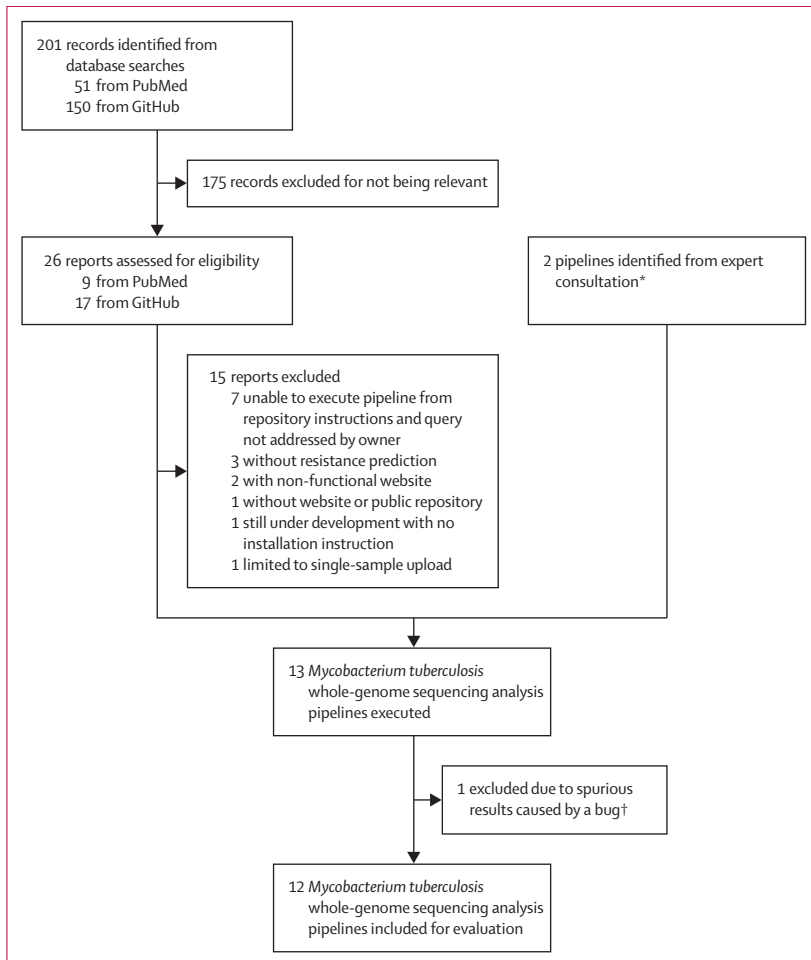 201 records identified from
database searches
51 from PubMed
150 from GitHub
175 records excluded for not being relevant
26 reports assessed for eligibility
9 from PubMed
17 from GitHub
2 pipelines identified from expert
consultation*
15 reports excluded
7 unable to execute pipeline from
repository instructions and query
not addressed by owner
3 without resistance prediction
2 with non-functional website
1 without website or public repository
1 still under development with no
installation instruction
1 limited to single-sample upload
13 Mycobacterium tuberculosis
whole-genome sequencing analysis
pipelines executed
1 excluded due to spurious
results caused by a bug†
12 Mycobacterium tuberculosis
whole-genome sequencing analysis
pipelines included for evaluation